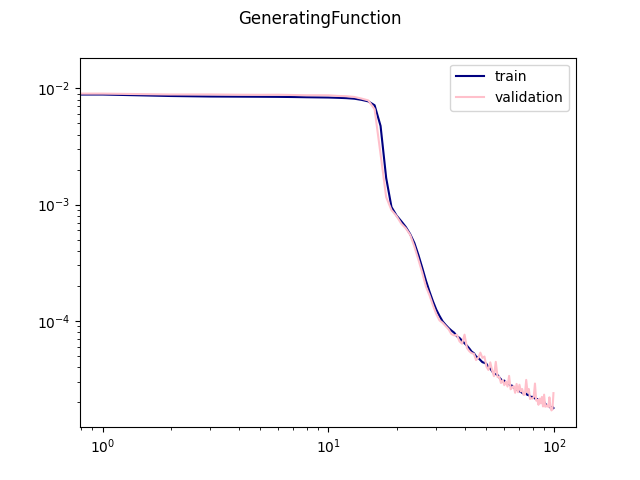 GeneratingFunction
train
validation
10⁻²
10⁻³
10⁻⁴
10⁰
10¹
10²